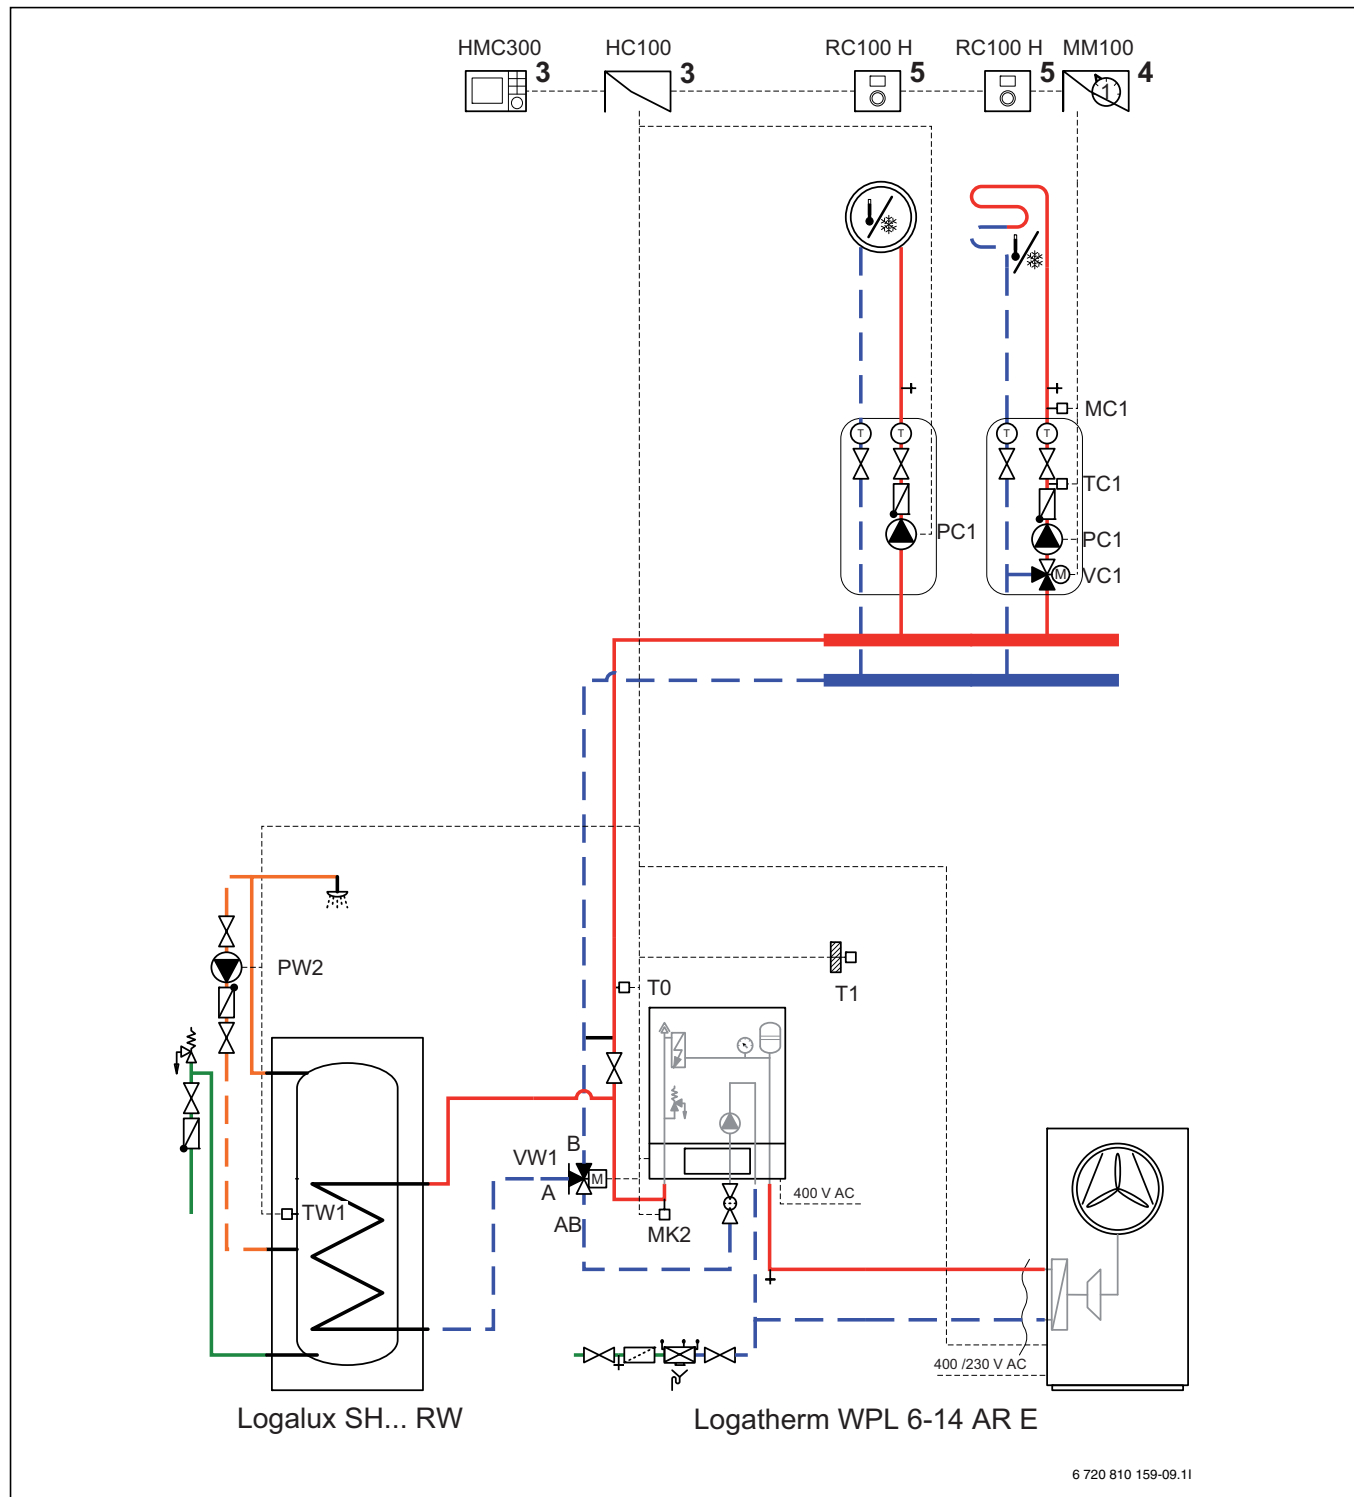 HMC300 3
HC100 3
RC100 H 5
RC100 H 5
MM100 4
1
MC1
T T
T T
TC1
PC1
PC1
M
VC1
PW2
T0
T1
B
VW1
M
A
AB
TW1
MK2
400 V AC
400 /230 V AC
Logalux SH... RW
Logatherm WPL 6-14 AR E
6 720 810 159-09.1I